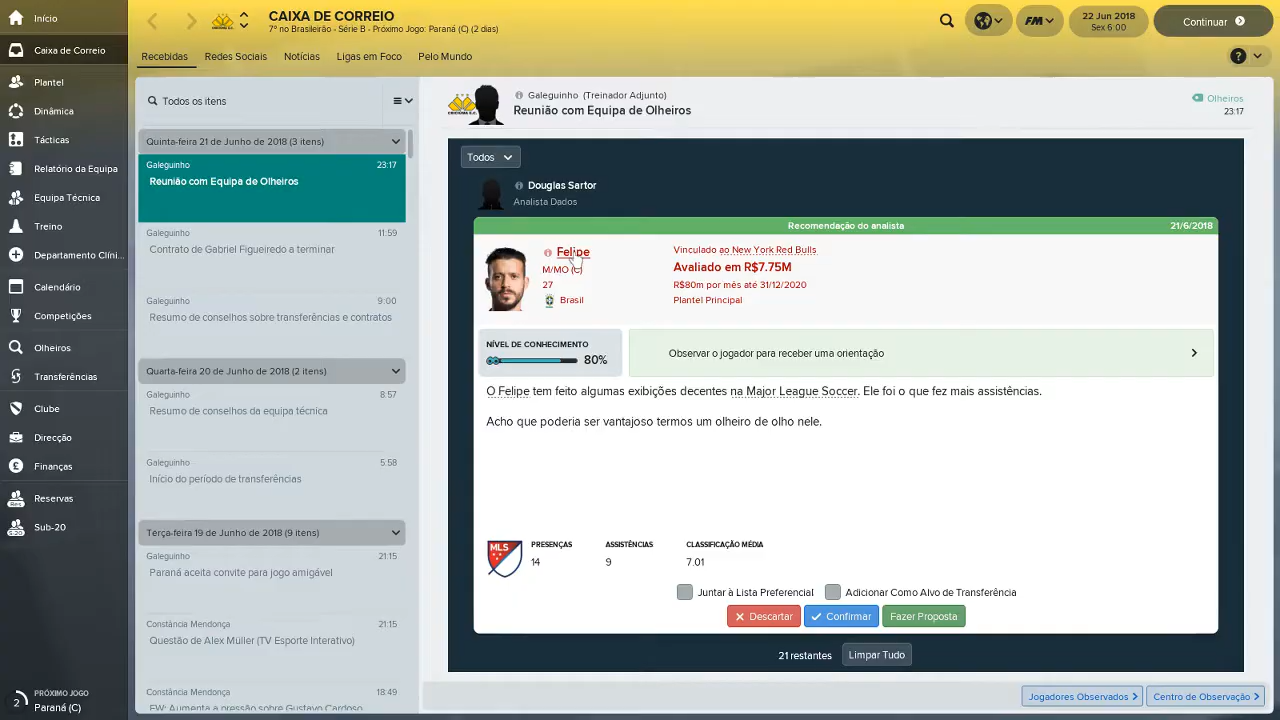 Início
Caixa de Correio
Plantel
Dinâmica
Tácticas
Relatório da Equipa
Equipa Técnica
Treino
Departamento Clíni...
Calendário
Competições
Olheiros
Transferências
Clube
Direcção
Finanças
Reservas
Sub-20
PRÓXIMO JOGO
Paraná (C)
CAIXA DE CORREIO
7º no Brasileirão - Série B - Próximo Jogo: Paraná (C) (2 dias)
FM
22 Jun 2018
Sex 6:00
Continuar
Recebidas
Redes Sociais
Notícias
Ligas em Foco
Pelo Mundo
?
Todos os itens
Quinta-feira 21 de Junho de 2018 (3 itens)
Galeguinho 23:17
Reunião com Equipa de Olheiros
Galeguinho 11:59
Contrato de Gabriel Figueiredo a terminar
Galeguinho 9:00
Resumo de conselhos sobre transferências e contratos
Quarta-feira 20 de Junho de 2018 (2 itens)
Galeguinho 8:57
Resumo de conselhos da equipa técnica
Galeguinho 5:58
Início do período de transferências
Terça-feira 19 de Junho de 2018 (9 itens)
Galeguinho 21:15
Paraná aceita convite para jogo amigável
Constância Mendonça 21:15
Questão de Alex Müller (TV Esporte Interativo)
Constância Mendonça 18:49
FW: Aumenta a pressão sobre Gustavo Cardoso
Galeguinho (Treinador Adjunto)
Reunião com Equipa de Olheiros
Olheiros
23:17
Todos
Douglas Sartor
Analista Dados
Recomendação do analista 21/6/2018
Felipe
M/MO (C)
27
Brasil
Vinculado ao New York Red Bulls
Avaliado em R$7.75M
R$80m por mês até 31/12/2020
Plantel Principal
NÍVEL DE CONHECIMENTO
80%
Observar o jogador para receber uma orientação
O Felipe tem feito algumas exibições decentes na Major League Soccer. Ele foi o que fez mais assistências.
Acho que poderia ser vantajoso termos um olheiro de olho nele.
MLS
PRESENÇAS ASSISTÊNCIAS CLASSIFICAÇÃO MÉDIA
14 9 7.01
Juntar à Lista Preferencial Adicionar Como Alvo de Transferência
Descartar Confirmar Fazer Proposta
21 restantes Limpar Tudo
Jogadores Observados Centro de Observação